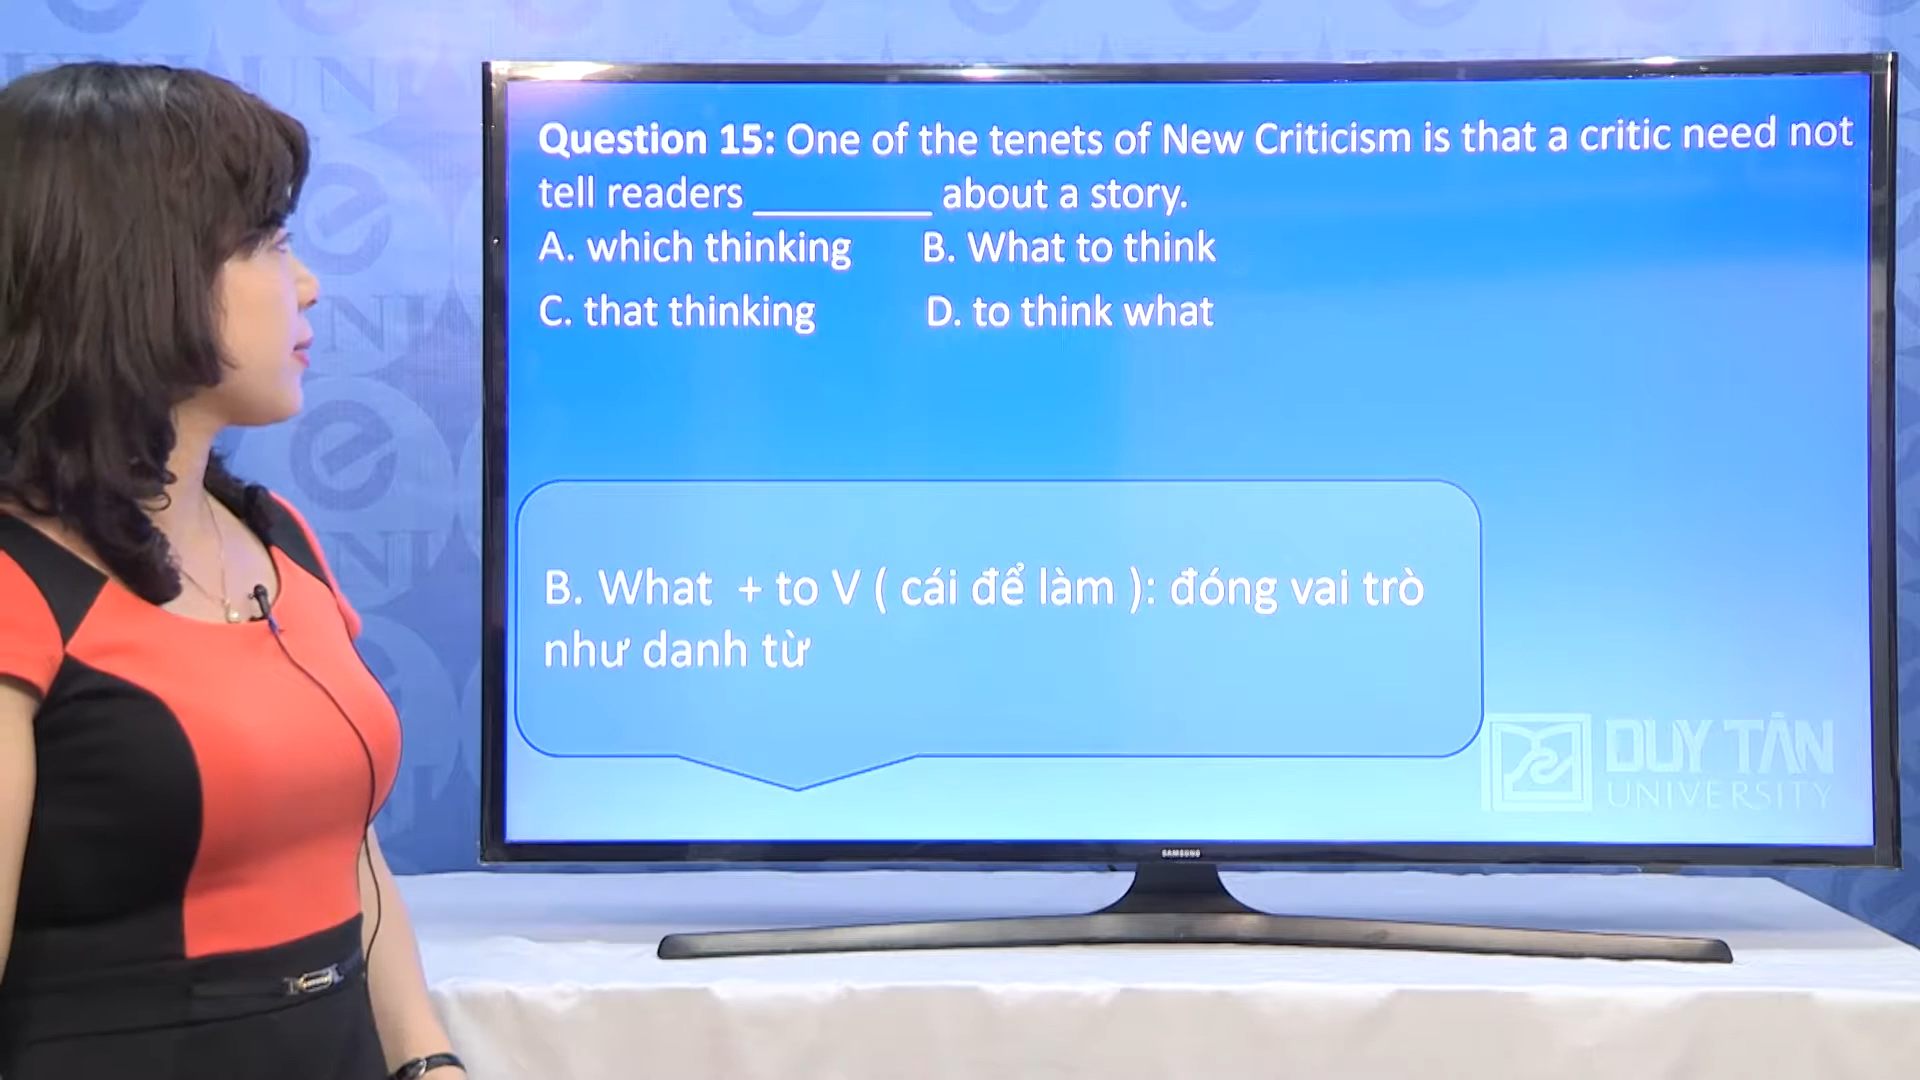 Question 15: One of the tenets of New Criticism is that a critic need not
tell readers ________ about a story.
A. which thinking B. What to think
C. that thinking D. to think what
B. What + to V ( cái để làm ): đóng vai trò
như danh từ
DUY TÂN
UNIVERSITY
SAMSUNG